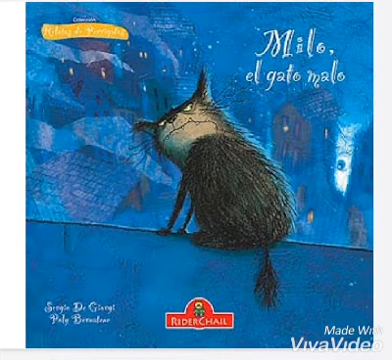 Colección
Milo,
el gato malo
Sergio De Giorgi
Poly Bernatene
RIDERCHAIL
Made With
VivaVideo